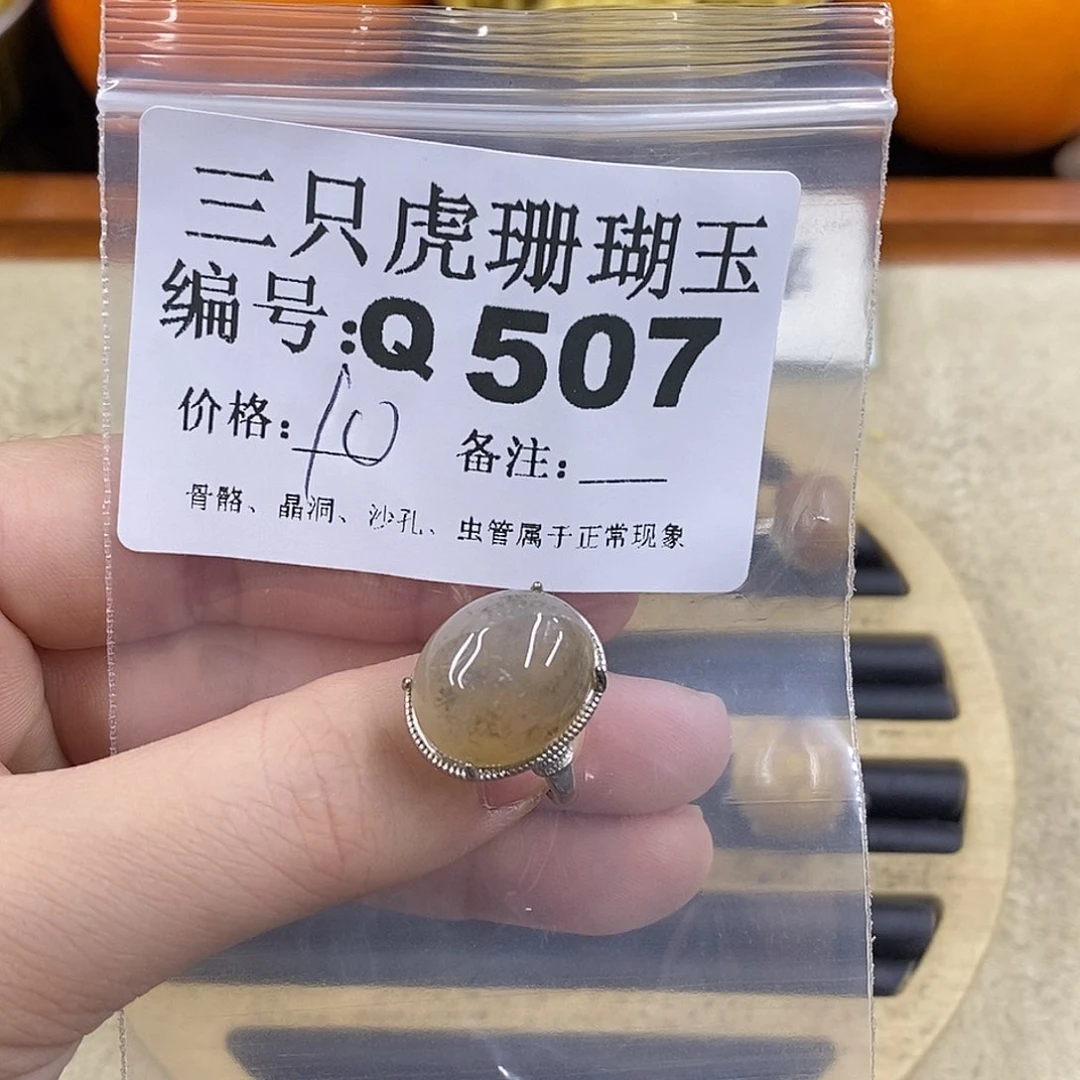 三只虎珊瑚玉
编号:Q 507
价格:10 备注:___
骨骼、晶洞、沙孔、虫管属于正常现象